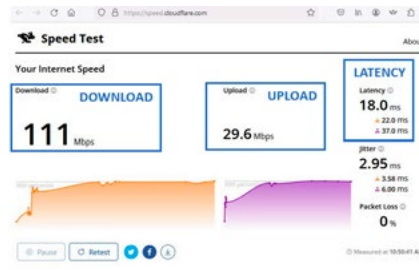 https://speed.cloudflare.com
Speed Test
Abou
Your Internet Speed
LATENCY
Download
DOWNLOAD
Upload
UPLOAD
Latency
18.0 ms
22.0 ms
37.0 ms
111 Mbps
29.6 Mbps
Jitter
2.95 ms
3.58 ms
6.00 ms
Packet Loss
0 %
Pause
Retest